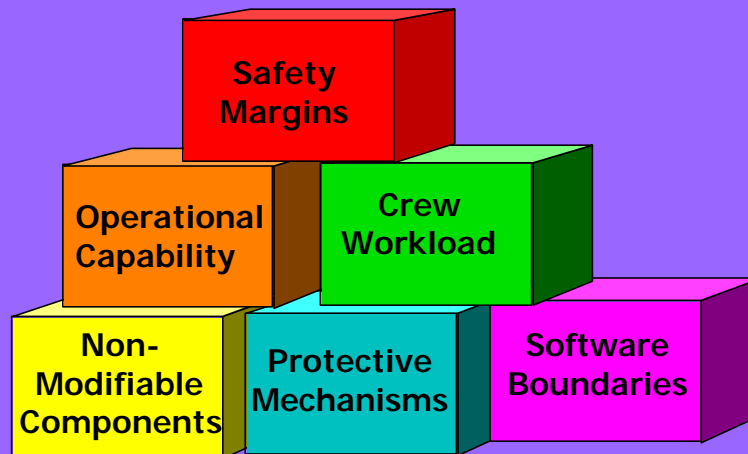 Safety
Margins
Operational
Capability
Crew
Workload
Non-
Modifiable
Components
Protective
Mechanisms
Software
Boundaries